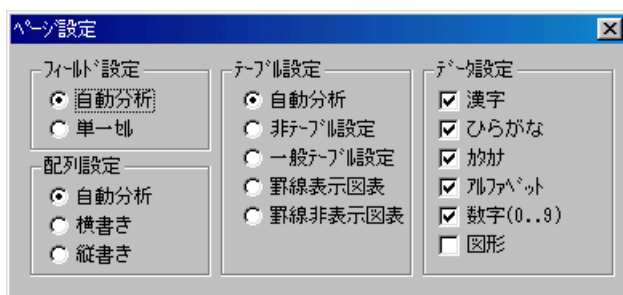 ﾍﾟｰｼﾞ設定
ﾌｨｰﾙﾄﾞ設定
自動分析
単一ｾﾙ
配列設定
自動分析
横書き
縦書き
ﾃｰﾌﾞﾙ設定
自動分析
非ﾃｰﾌﾞﾙ設定
一般ﾃｰﾌﾞﾙ設定
罫線表示図表
罫線非表示図表
ﾃﾞｰﾀ設定
漢字
ひらがな
ｶﾀｶﾅ
ｱﾙﾌｧﾍﾞｯﾄ
数字(0..9)
図形